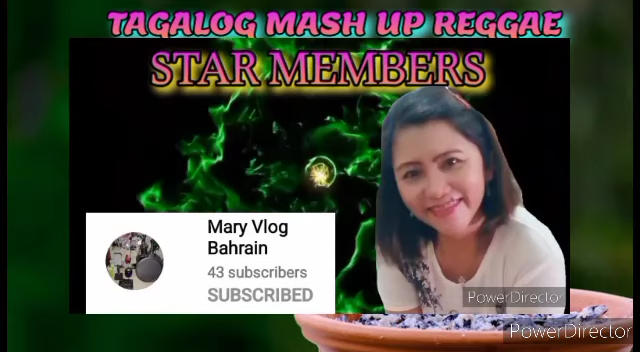 TAGALOG MASH UP REGGAE
STAR MEMBERS
Mary Vlog
Bahrain
43 subscribers
SUBSCRIBED
PowerDirector
PowerDirector